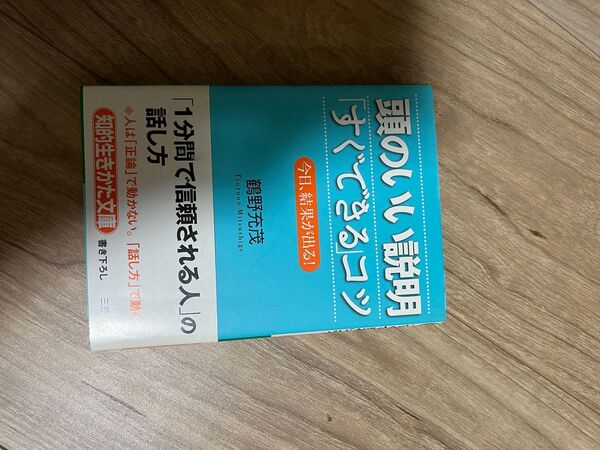 頭のいい説明
「すぐできる」コツ
今日、結果が出る!
鶴野充茂
Tsuruno Mitsushige
「1分間で信頼される人」の
話し方
人は「正論」で動かない。「話し方」で動く
知的生きかた文庫
書き下ろし
三笠